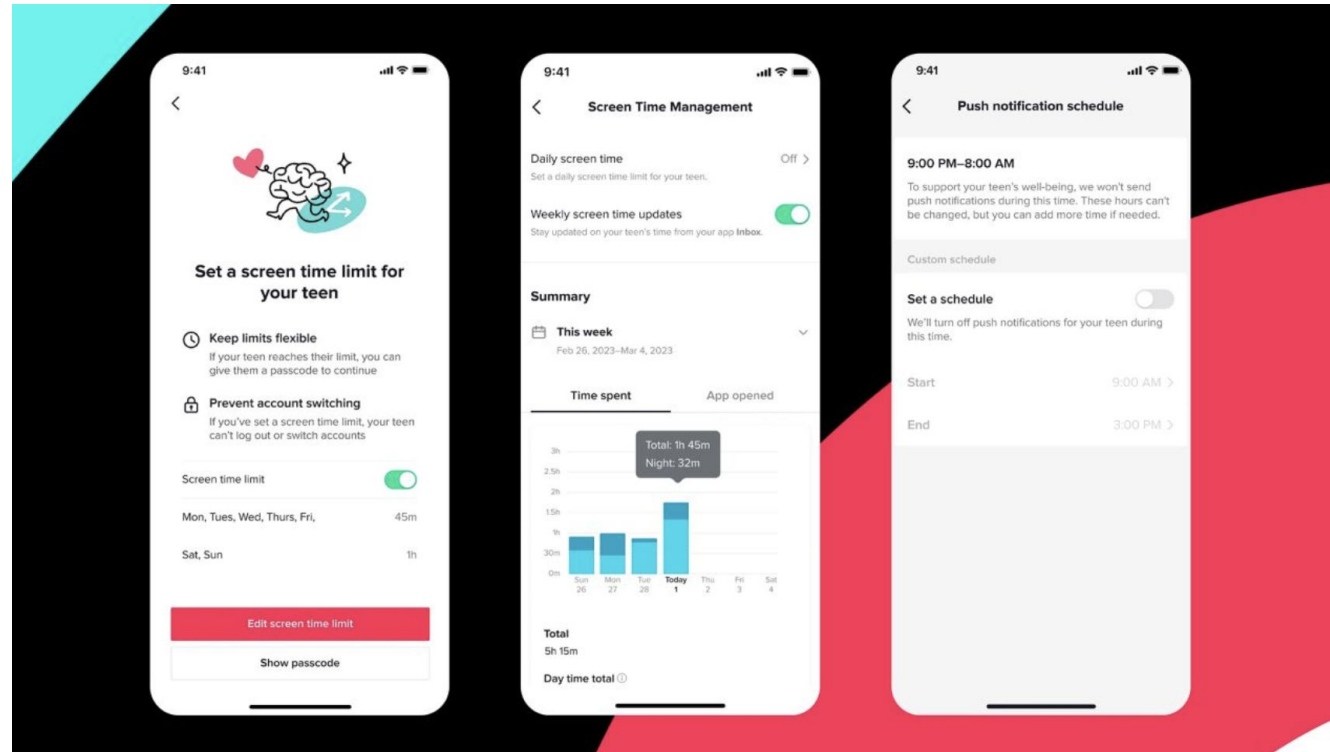 9:41
Set a screen time limit for
your teen
Keep limits flexible
If your teen reaches their limit, you can
give them a passcode to continue
Prevent account switching
If you've set a screen time limit, your teen
can't log out or switch accounts
Screen time limit
Mon, Tues, Wed, Thurs, Fri, 45m
Sat, Sun 1h
Edit screen time limit
Show passcode
9:41
Screen Time Management
Daily screen time Off >
Set a daily screen time limit for your teen.
Weekly screen time updates
Stay updated on your teen's time from your app Inbox.
Summary
This week
Feb 26, 2023–Mar 4, 2023
Time spent App opened
Total: 1h 45m
Night: 32m
3h
2.5h
2h
1.5h
1h
30m
0m
Sun Mon Tue Today Thu Fri Sat
26 27 28 1 2 3 4
Total
5h 15m
Day time total
9:41
Push notification schedule
9:00 PM–8:00 AM
To support your teen's well-being, we won't send
push notifications during this time. These hours can't
be changed, but you can add more time if needed.
Custom schedule
Set a schedule
We'll turn off push notifications for your teen during
this time.
Start 9:00 AM >
End 3:00 PM >